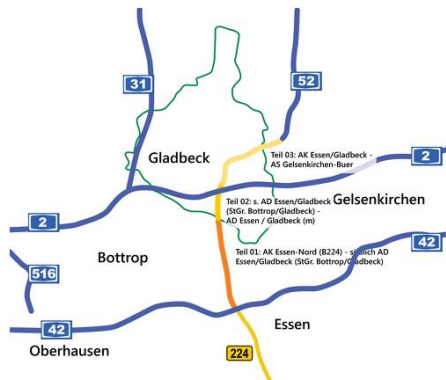 31
52
Teil 03: AK Essen/Gladbeck -
AS Gelsenkirchen-Buer
Gladbeck
2
Teil 02: s. AD Essen/Gladbeck
(StGr. Bottrop/Gladbeck) -
AD Essen / Gladbeck (m)
Gelsenkirchen
2
42
Teil 01: AK Essen-Nord (B224) - südlich AD
Essen/Gladbeck (StGr. Bottrop/Gladbeck)
Bottrop
516
42
Essen
Oberhausen
224